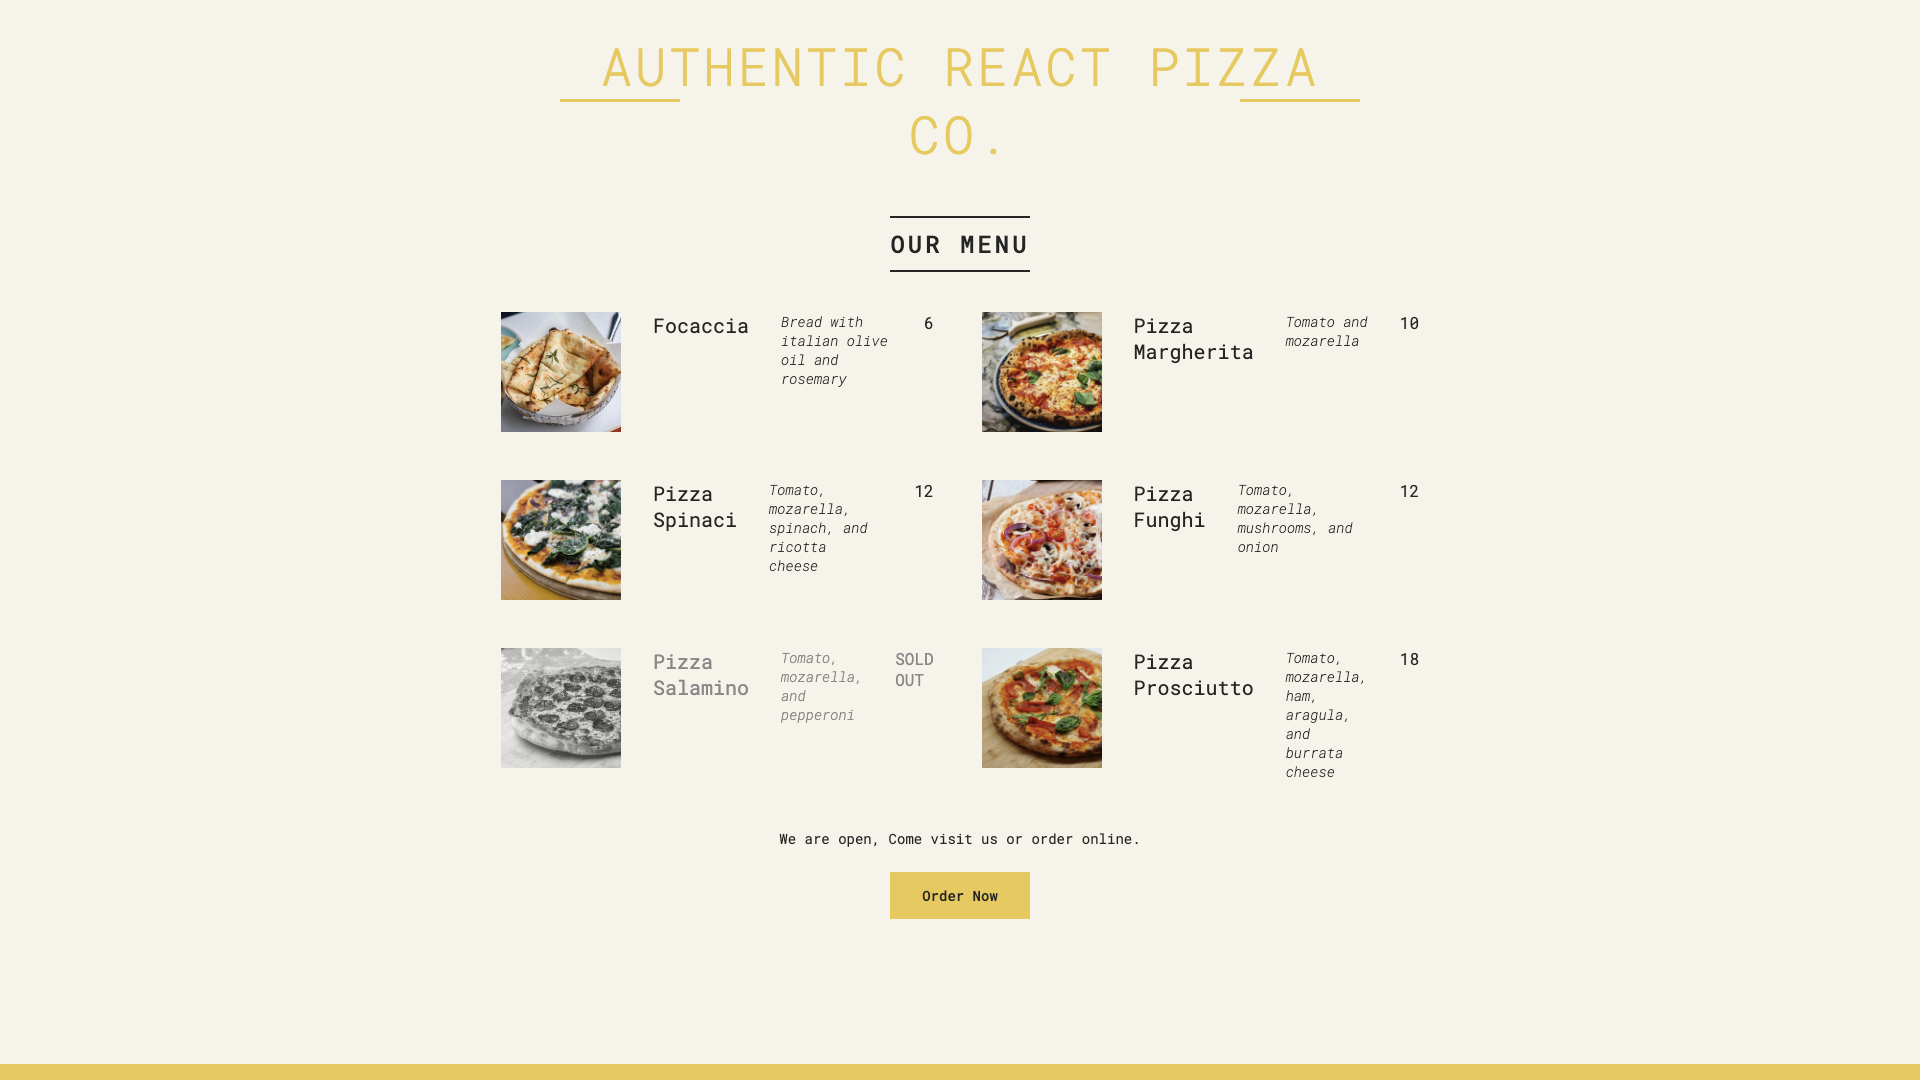 AUTHENTIC REACT PIZZA
CO.
OUR MENU
Focaccia
Bread with
italian olive
oil and
rosemary
6
Pizza
Margherita
Tomato and
mozarella
10
Pizza
Spinaci
Tomato,
mozarella,
spinach, and
ricotta
cheese
12
Pizza
Funghi
Tomato,
mozarella,
mushrooms, and
onion
12
Pizza
Salamino
Tomato,
mozarella,
and
pepperoni
SOLD
OUT
Pizza
Prosciutto
Tomato,
mozarella,
ham,
aragula,
and
burrata
cheese
18
We are open, Come visit us or order online.
Order Now